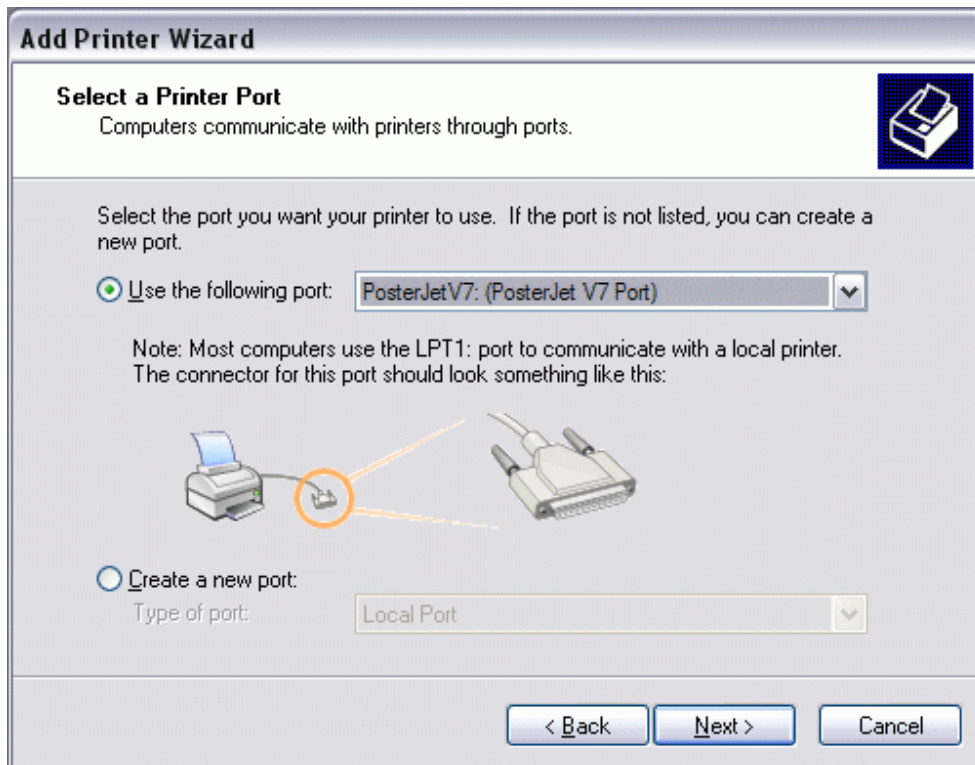 Add Printer Wizard
Select a Printer Port
Computers communicate with printers through ports.
Select the port you want your printer to use. If the port is not listed, you can create a
new port.
Use the following port: PosterJetV7: (PosterJet V7 Port)
Note: Most computers use the LPT1: port to communicate with a local printer.
The connector for this port should look something like this:
Create a new port:
Type of port: Local Port
< Back Next > Cancel